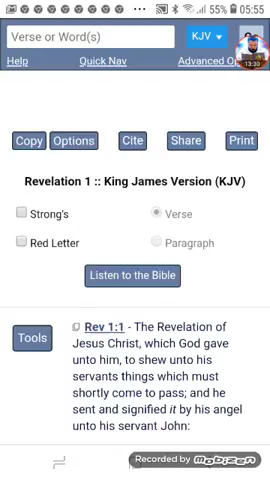 55% 05:55
Verse or Word(s)
KJV
13:30
Help Quick Nav Advanced Op
Copy Options Cite Share Print
Revelation 1 :: King James Version (KJV)
Strong's Verse
Red Letter Paragraph
Listen to the Bible
Tools
Rev 1:1 - The Revelation of
Jesus Christ, which God gave
unto him, to shew unto his
servants things which must
shortly come to pass; and he
sent and signified it by his angel
unto his servant John:
Recorded by Mobizen